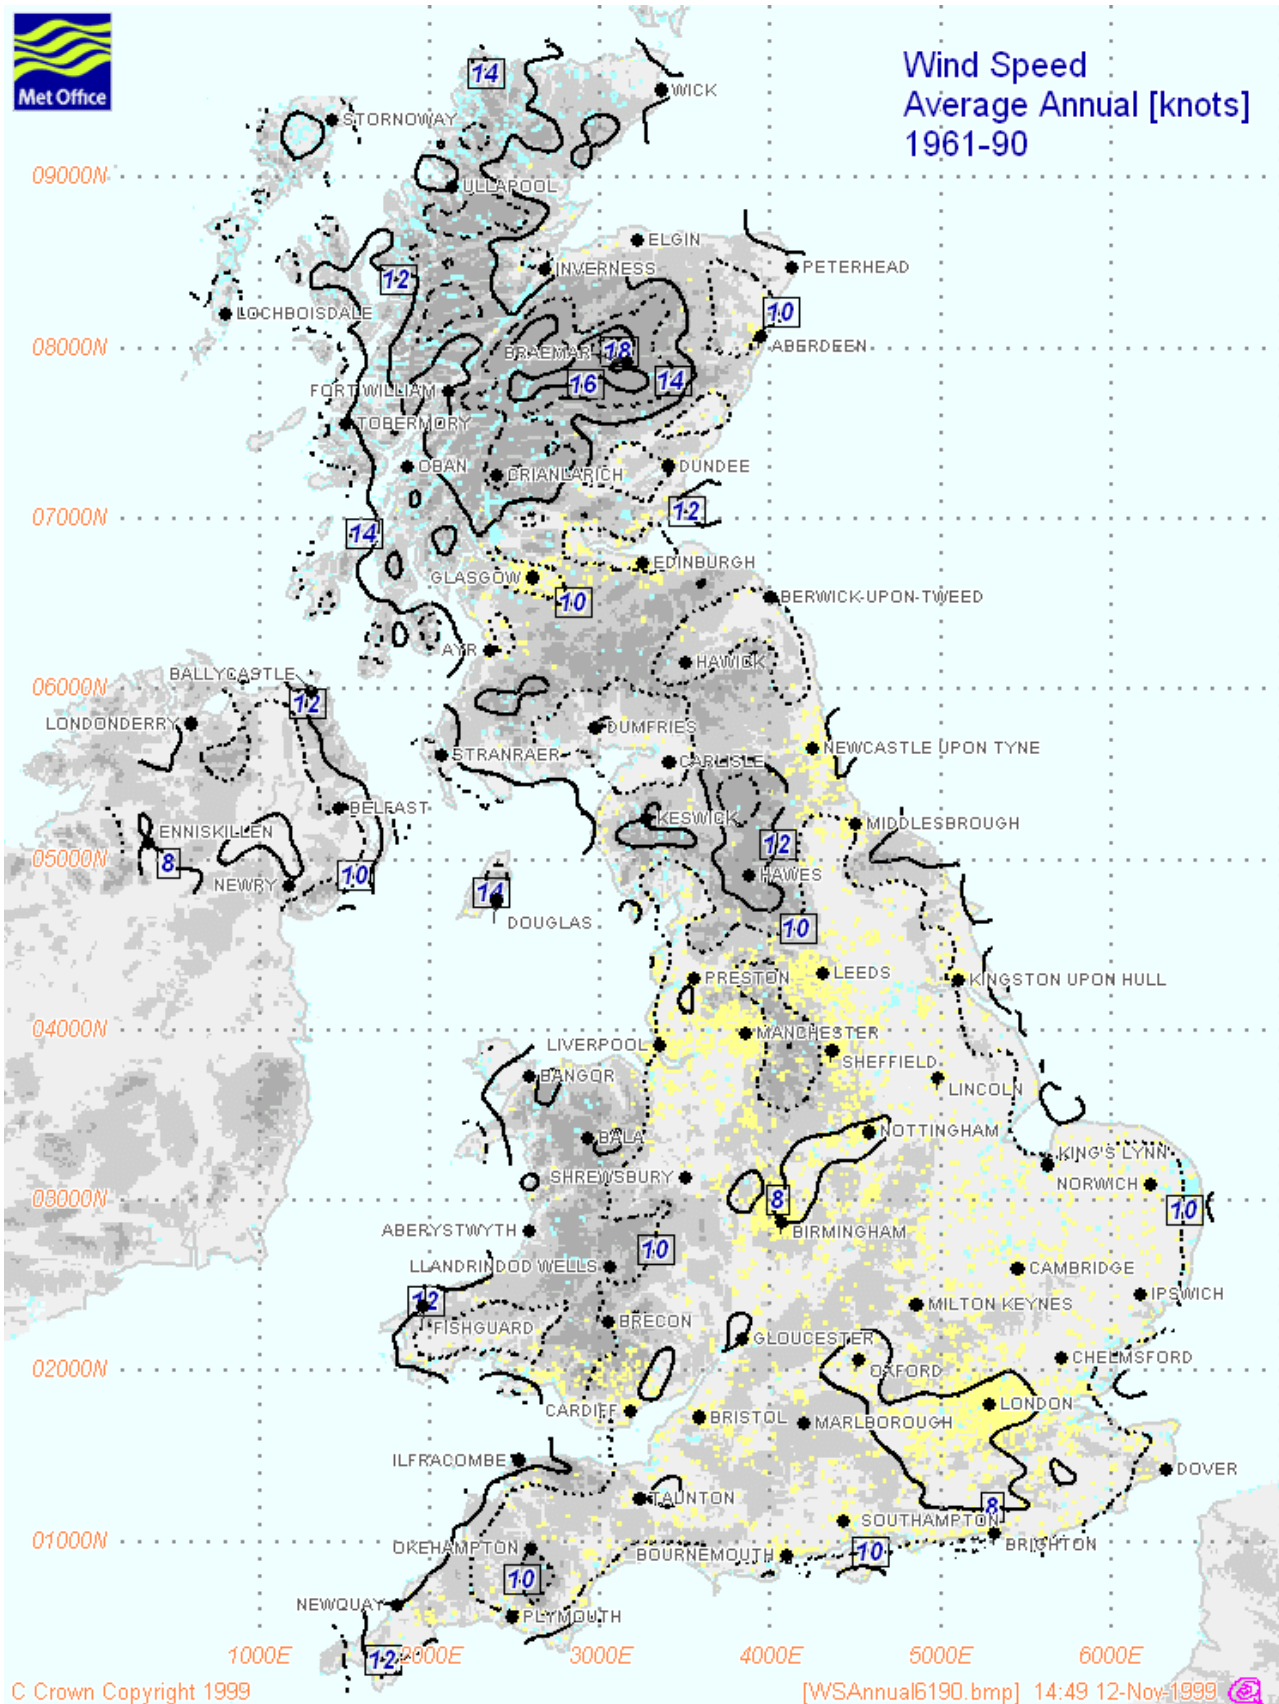 Met Office
Wind Speed
Average Annual [knots]
1961-90
14
WICK
STORNOWAY
09000N
ULLAPOOL
ELGIN
INVERNESS
PETERHEAD
12
LOCHBOISDALE
10
08000N
BRAEMAR
18
ABERDEEN
16
14
FORT WILLIAM
TOBERMORY
OBAN
CRIANLARICH
DUNDEE
07000N
14
12
GLASGOW
EDINBURGH
10
BERWICK-UPON-TWEED
AYR
HAWICK
BALLYCASTLE
06000N
12
LONDONDERRY
DUMFRIES
STRANRAER
CARLISLE
NEWCASTLE UPON TYNE
BELFAST
KESWICK
MIDDLESBROUGH
ENNISKILLEN
12
05000N
8
10
NEWRY
HAWES
14
DOUGLAS
10
PRESTON
LEEDS
KINGSTON UPON HULL
04000N
LIVERPOOL
MANCHESTER
SHEFFIELD
BANGOR
LINCOLN
BALA
NOTTINGHAM
KING'S LYNN
SHREWSBURY
NORWICH
03000N
8
10
ABERYSTWYTH
BIRMINGHAM
10
LLANDRINDOD WELLS
CAMBRIDGE
12
IPSWICH
MILTON KEYNES
FISHGUARD
BRECON
GLOUCESTER
CHELMSFORD
02000N
OXFORD
LONDON
CARDIFF
BRISTOL
MARLBOROUGH
ILFRACOMBE
DOVER
TAUNTON
8
SOUTHAMPTON
01000N
OKEHAMPTON
BOURNEMOUTH
10
BRIGHTON
10
NEWQUAY
PLYMOUTH
12
1000E 2000E 3000E 4000E 5000E 6000E
C Crown Copyright 1999
[WSAnnual6190.bmp] 14:49 12-Nov-1999